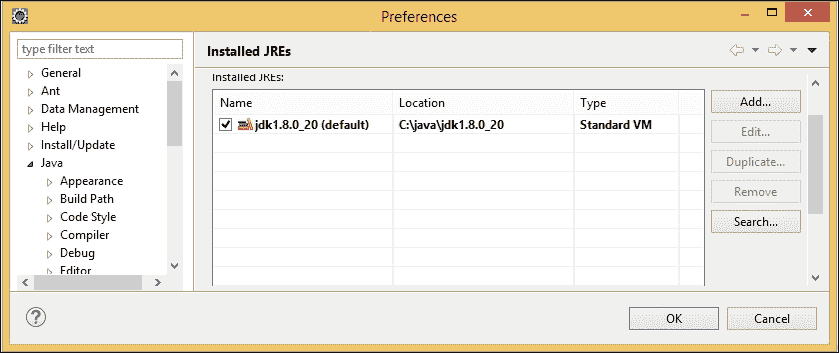 Preferences
type filter text
General
Ant
Data Management
Help
Install/Update
Java
Appearance
Build Path
Code Style
Compiler
Debug
Editor
Installed JREs
Installed JREs:
Name Location Type
jdk1.8.0_20 (default) C:\java\jdk1.8.0_20 Standard VM
Add...
Edit...
Duplicate...
Remove
Search...
?
OK Cancel